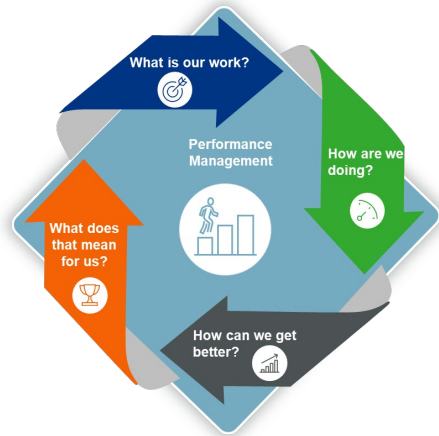 What is our work?
Performance
Management
How are we
doing?
What does
that mean
for us?
How can we get
better?